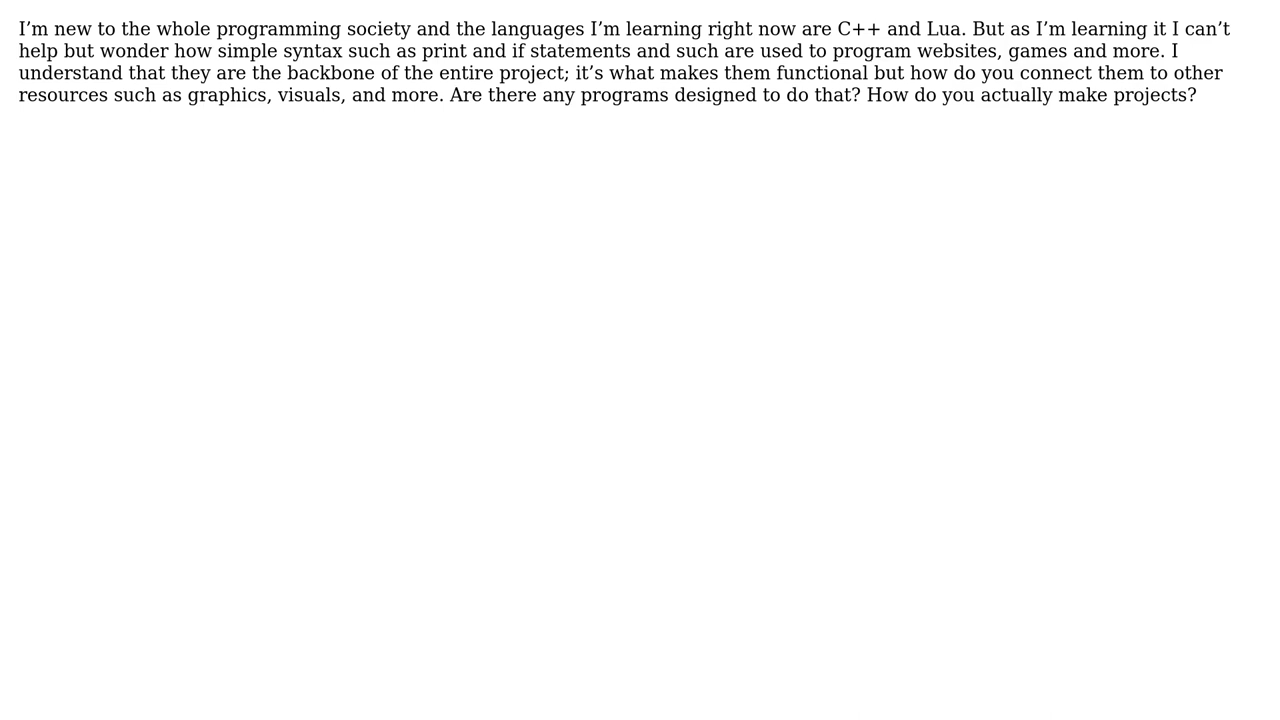 I’m new to the whole programming society and the languages I’m learning right now are C++ and Lua. But as I’m learning it I can’t
help but wonder how simple syntax such as print and if statements and such are used to program websites, games and more. I
understand that they are the backbone of the entire project; it’s what makes them functional but how do you connect them to other
resources such as graphics, visuals, and more. Are there any programs designed to do that? How do you actually make projects?